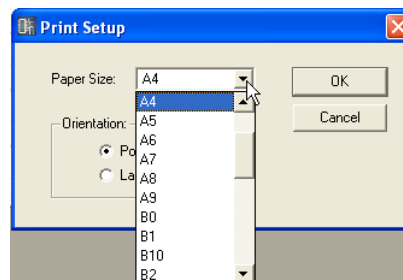 Print Setup
Paper Size: A4 OK
A4
Orientation: A5 Cancel
A6
Po A7
La A8
A9
B0
B1
B10
B2